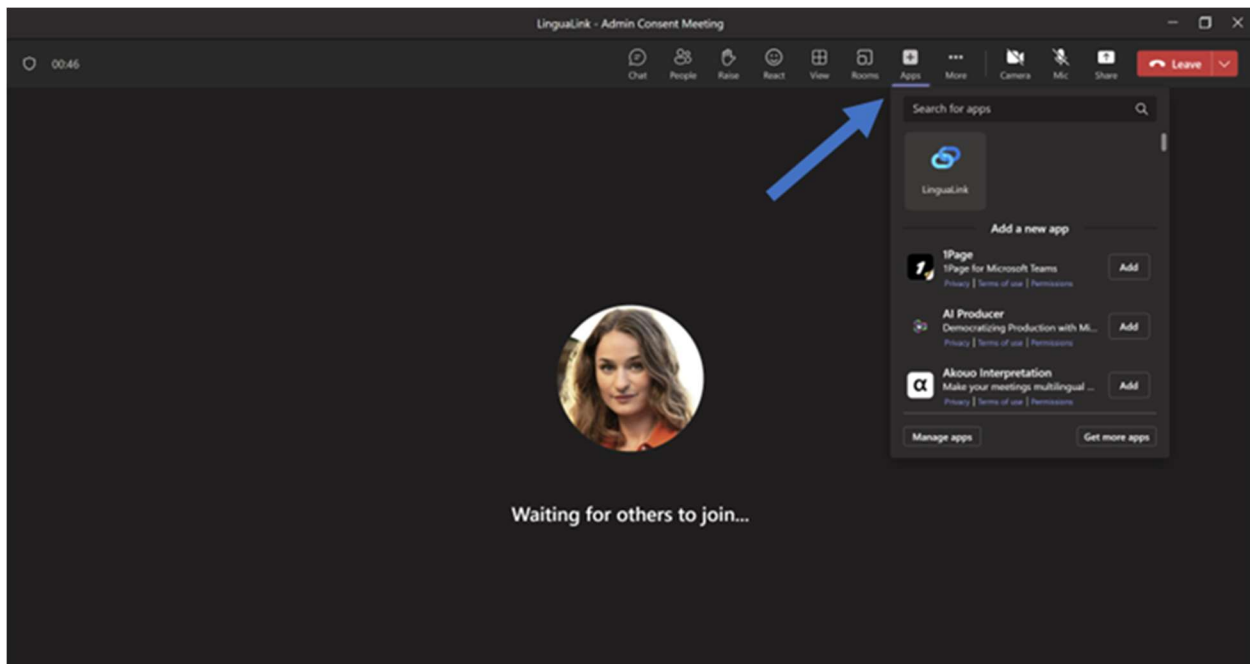 LinguaLink - Admin Consent Meeting
00:46
Chat People Raise React View Rooms Apps More Camera Mic Share Leave
Search for apps
LinguaLink
Add a new app
1Page
1Page for Microsoft Teams
Add
Privacy | Terms of use | Permissions
AI Producer
Democratizing Production with Mi...
Add
Privacy | Terms of use | Permissions
Akouo Interpretation
Make your meetings multilingual ...
Add
Privacy | Terms of use | Permissions
Manage apps Get more apps
Waiting for others to join...